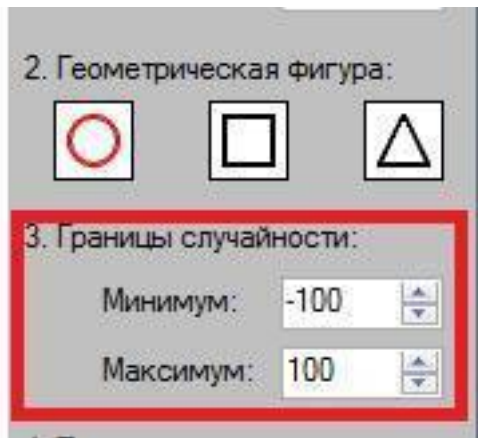 2. Геометрическая фигура:
3. Границы случайности:
Минимум: -100
Максимум: 100